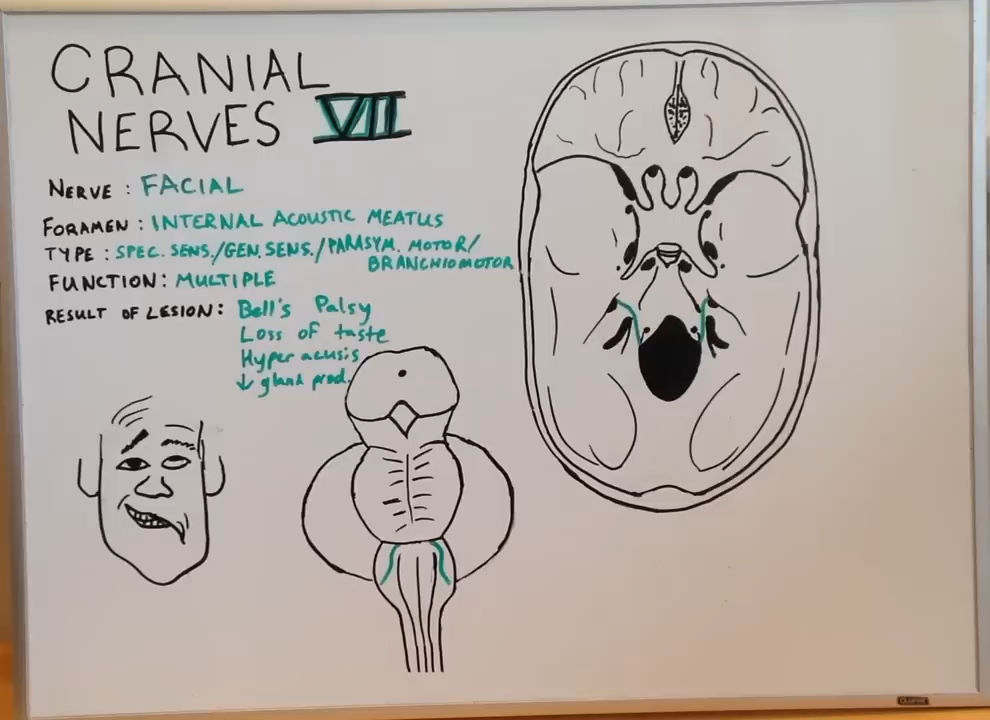 CRANIAL
NERVES VII
NERVE : FACIAL
FORAMEN : INTERNAL ACOUSTIC MEATUS
TYPE : SPEC. SENS./GEN. SENS./PARASYM. MOTOR/
BRANCHIOMOTOR
FUNCTION: MULTIPLE
RESULT OF LESION: Bell's Palsy
Loss of taste
Hyperacusis
↓ gland prod.